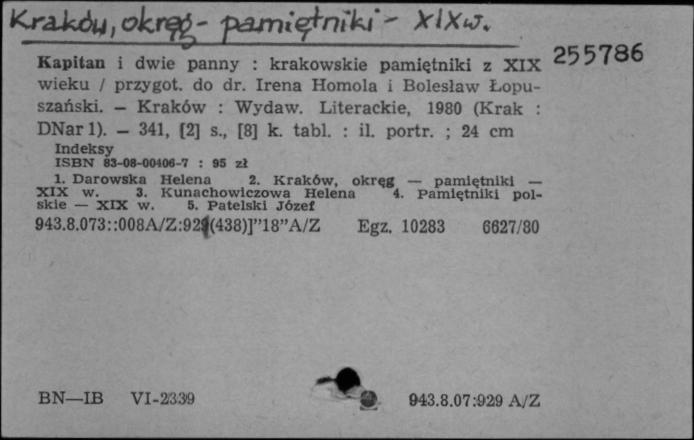 Kraków, okręg - pamiętniki - XIX w.
255786
Kapitan i dwie panny : krakowskie pamiętniki z XIX
wieku / przygot. do dr. Irena Homola i Bolesław Łopu-
szański. — Kraków : Wydaw. Literackie, 1980 (Krak :
DNar 1). — 341, [2] s., [8] k. tabl. : il. portr. ; 24 cm
Indeksy
ISBN 83-08-00406-7 : 95 zł
1. Darowska Helena 2. Kraków, okręg — pamiętniki —
XIX w. 3. Kunachowiczowa Helena 4. Pamiętniki pol-
skie — XIX w. 5. Patelski Józef
943.8.073::008A/Z:929(438)]”18”A/Z Egz. 10283 6627/80
BN—IB VI-2339 943.8.07:929 A/Z